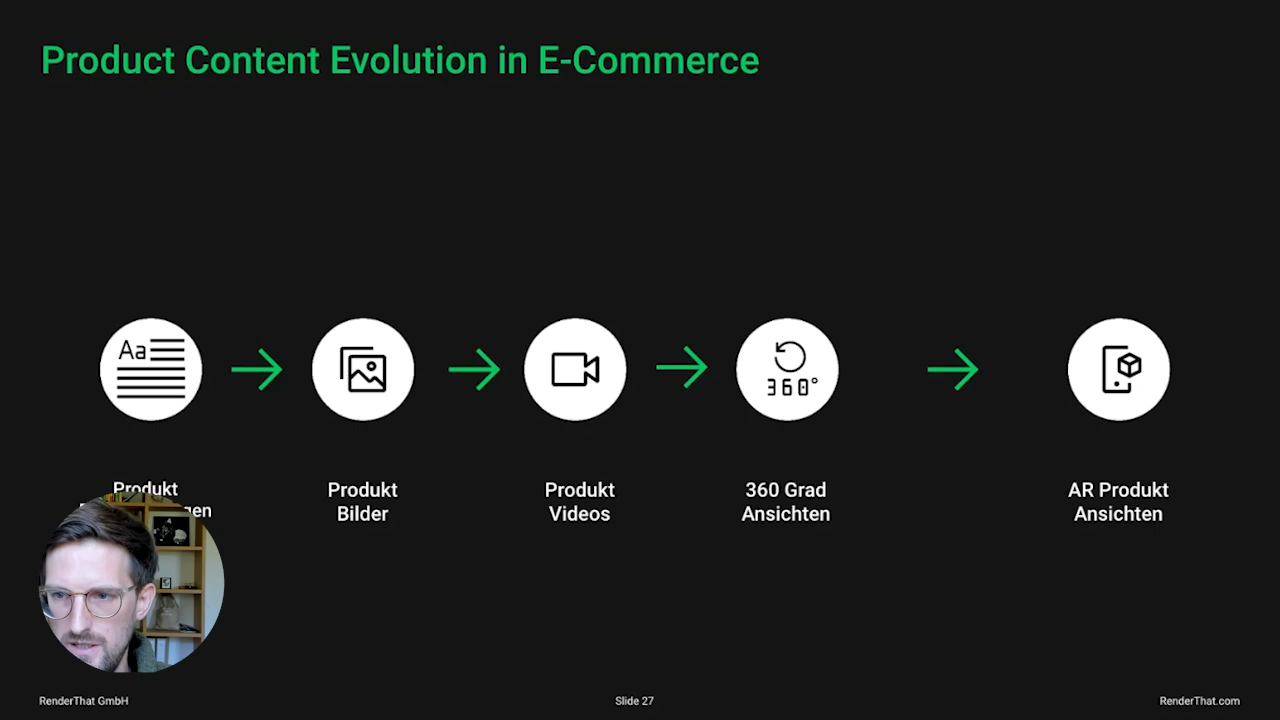 Product Content Evolution in E-Commerce
Aa
360°
Produkt
Produkt
Bilder
Produkt
Videos
360 Grad
Ansichten
AR Produkt
Ansichten
RenderThat GmbH
Slide 27
RenderThat.com